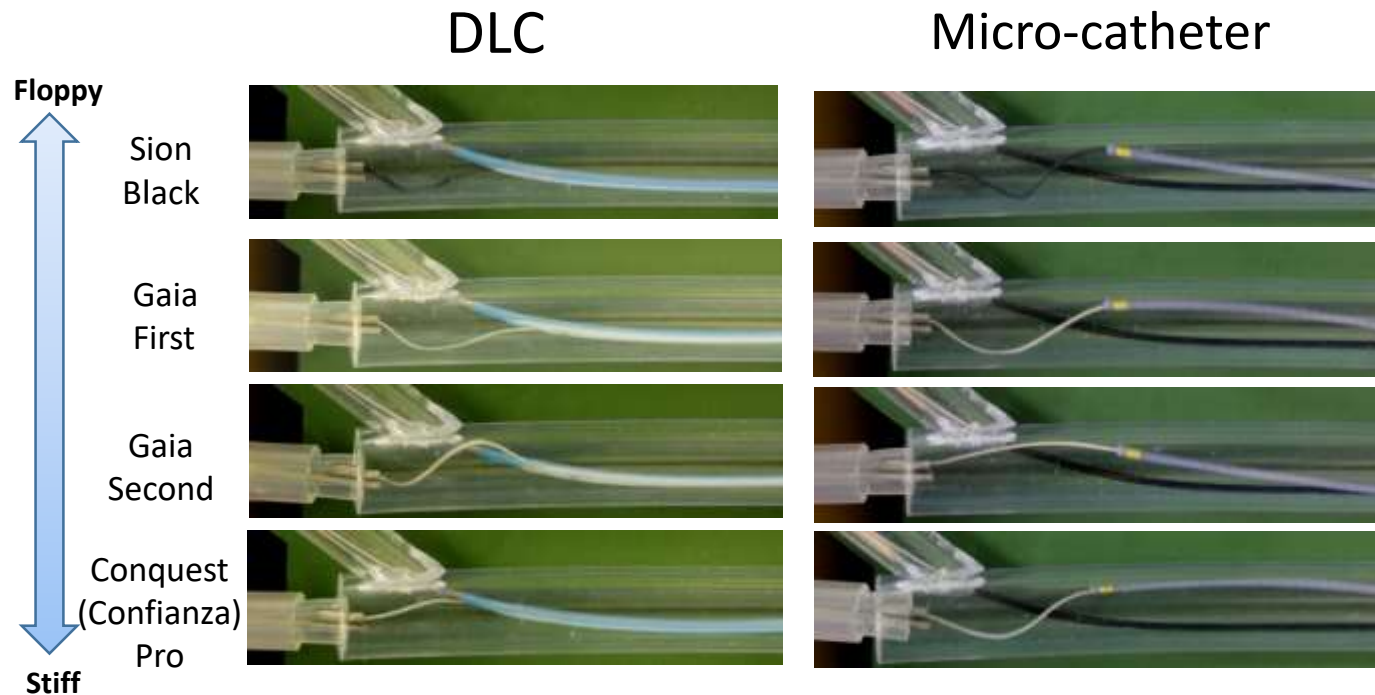 DLC
Micro-catheter
Floppy
Sion
Black
Gaia
First
Gaia
Second
Conquest
(Confianza)
Pro
Stiff